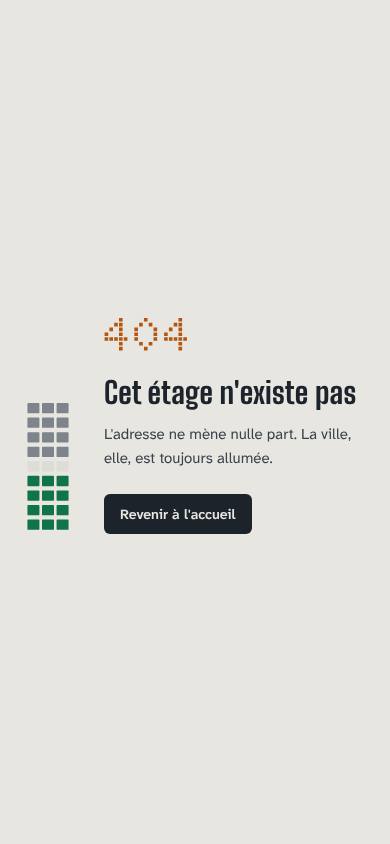 404
Cet étage n'existe pas
L'adresse ne mène nulle part. La ville,
elle, est toujours allumée.
Revenir à l'accueil